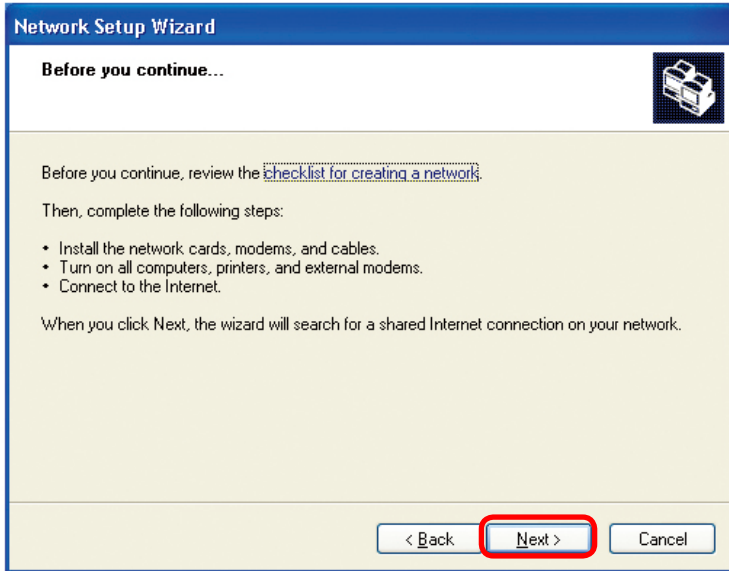 Network Setup Wizard
Before you continue...
Before you continue, review the checklist for creating a network.
Then, complete the following steps:
• Install the network cards, modems, and cables.
• Turn on all computers, printers, and external modems.
• Connect to the Internet.
When you click Next, the wizard will search for a shared Internet connection on your network.
< Back Next > Cancel